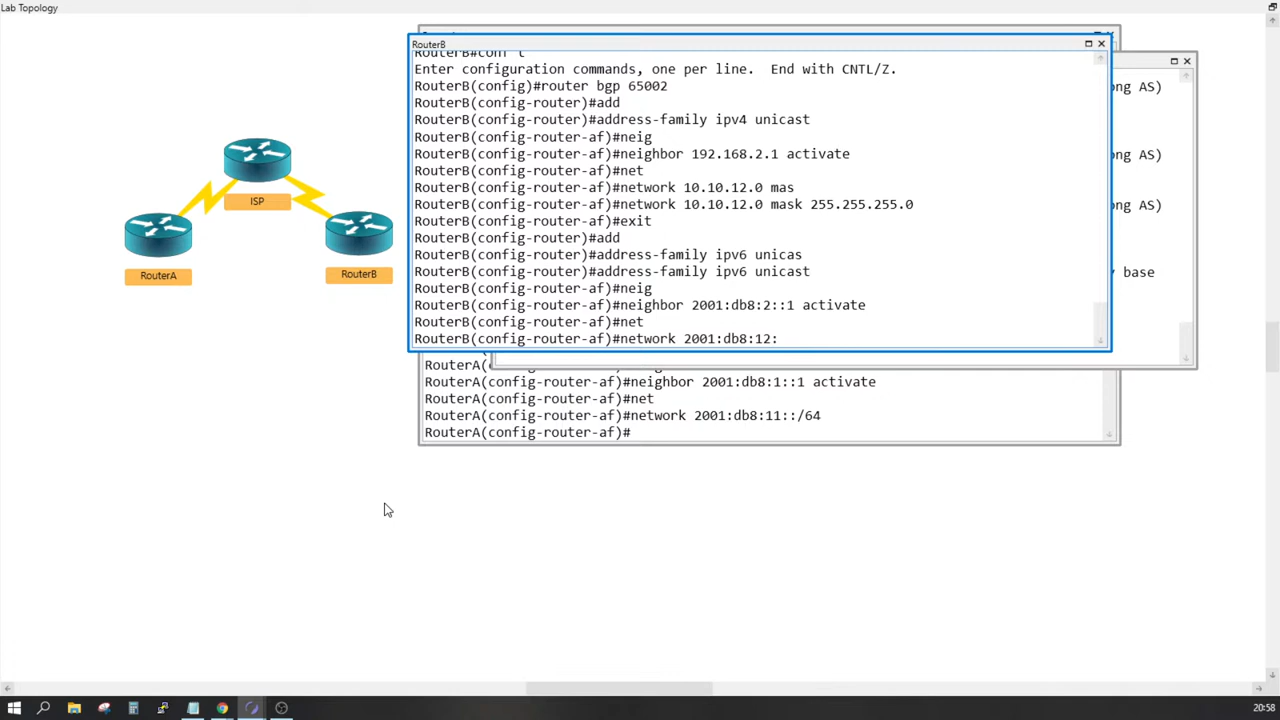 Lab Topology
ISP
RouterA
RouterB
RouterB
RouterB#conf t
Enter configuration commands, one per line.  End with CNTL/Z.
RouterB(config)#router bgp 65002
RouterB(config-router)#add
RouterB(config-router)#address-family ipv4 unicast
RouterB(config-router-af)#neig
RouterB(config-router-af)#neighbor 192.168.2.1 activate
RouterB(config-router-af)#net
RouterB(config-router-af)#network 10.10.12.0 mas
RouterB(config-router-af)#network 10.10.12.0 mask 255.255.255.0
RouterB(config-router-af)#exit
RouterB(config-router)#add
RouterB(config-router)#address-family ipv6 unicas
RouterB(config-router)#address-family ipv6 unicast
RouterB(config-router-af)#neig
RouterB(config-router-af)#neighbor 2001:db8:2::1 activate
RouterB(config-router-af)#net
RouterB(config-router-af)#network 2001:db8:12:
ong AS)
ong AS)
ong AS)
base
RouterA(
RouterA(config-router-af)#neighbor 2001:db8:1::1 activate
RouterA(config-router-af)#net
RouterA(config-router-af)#network 2001:db8:11::/64
RouterA(config-router-af)#
20:58